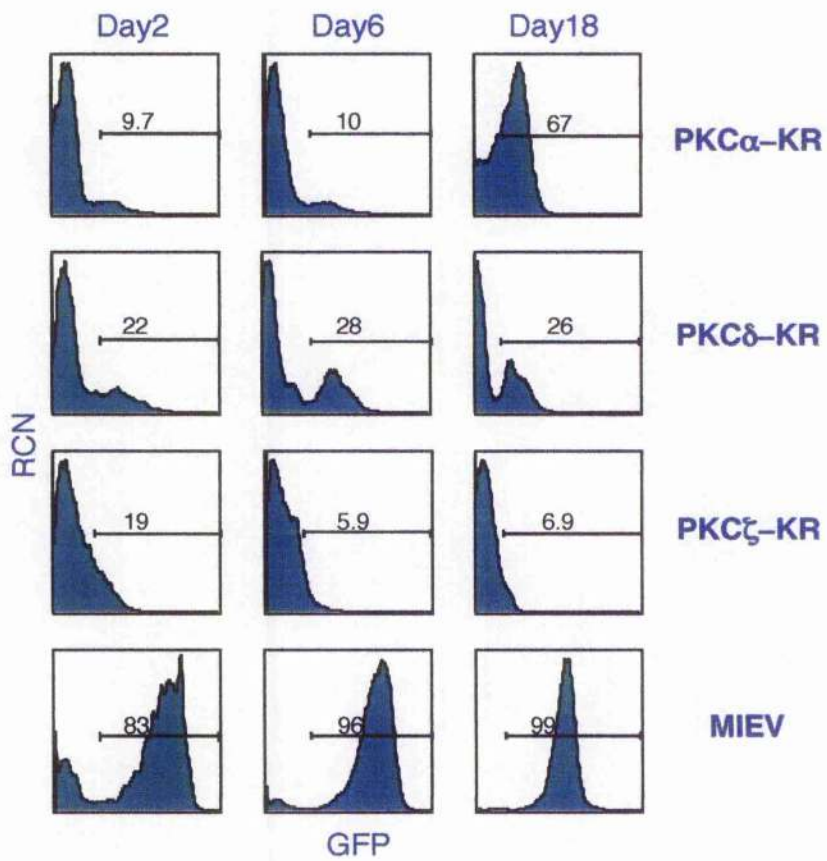 Day2 Day6 Day18
9.7 10 67 PKCα–KR
22 28 26 PKCδ–KR
RCN
19 5.9 6.9 PKCζ–KR
83 96 99 MIEV
GFP